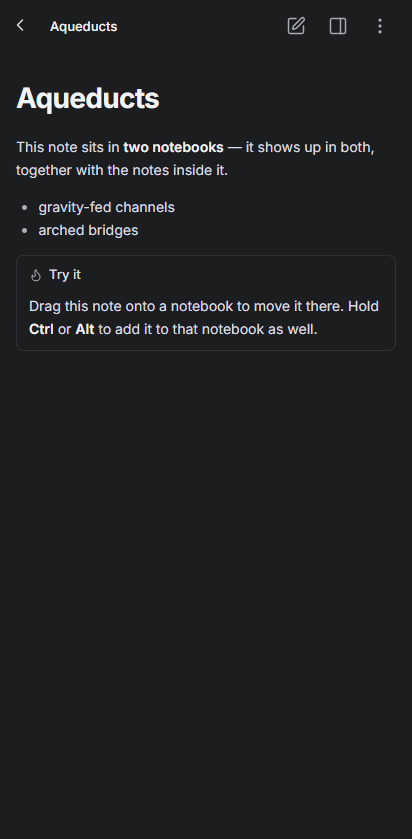 Aqueducts
Aqueducts
This note sits in two notebooks — it shows up in both,
together with the notes inside it.
gravity-fed channels
arched bridges
Try it
Drag this note onto a notebook to move it there. Hold
Ctrl or Alt to add it to that notebook as well.